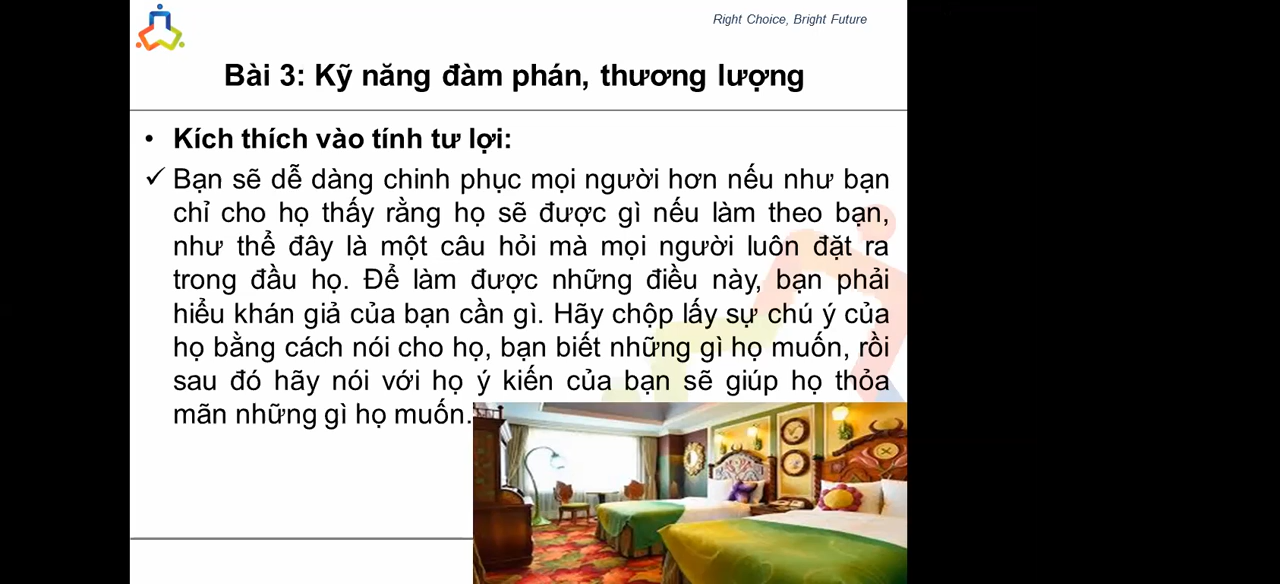 Right Choice, Bright Future
Bài 3: Kỹ năng đàm phán, thương lượng
• Kích thích vào tính tư lợi:
✓ Bạn sẽ dễ dàng chinh phục mọi người hơn nếu như bạn
chỉ cho họ thấy rằng họ sẽ được gì nếu làm theo bạn,
như thể đây là một câu hỏi mà mọi người luôn đặt ra
trong đầu họ. Để làm được những điều này, bạn phải
hiểu khán giả của bạn cần gì. Hãy chộp lấy sự chú ý của
họ bằng cách nói cho họ, bạn biết những gì họ muốn, rồi
sau đó hãy nói với họ ý kiến của bạn sẽ giúp họ thỏa
mãn những gì họ muốn.